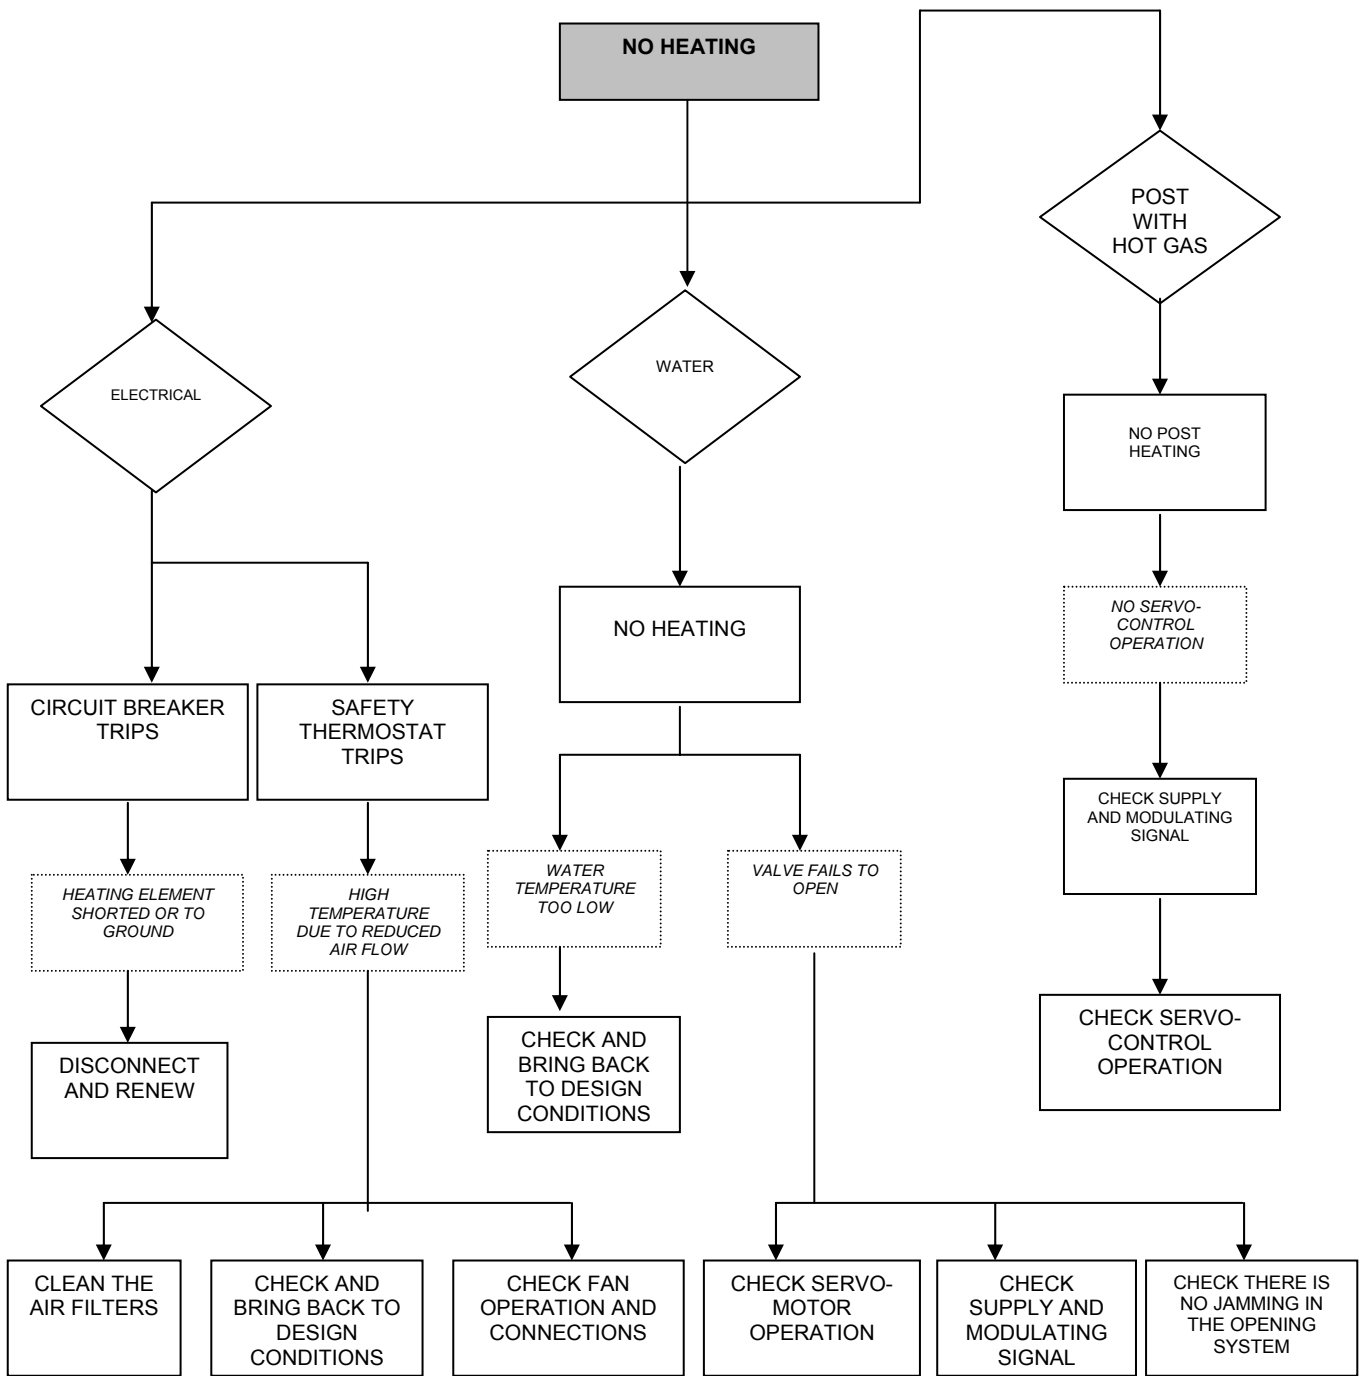 NO HEATING
POST
WITH
HOT GAS
ELECTRICAL
WATER
NO POST
HEATING
NO HEATING
NO SERVO-
CONTROL
OPERATION
CIRCUIT BREAKER
TRIPS
SAFETY
THERMOSTAT
TRIPS
CHECK SUPPLY
AND MODULATING
SIGNAL
HEATING ELEMENT
SHORTED OR TO
GROUND
HIGH
TEMPERATURE
DUE TO REDUCED
AIR FLOW
WATER
TEMPERATURE
TOO LOW
VALVE FAILS TO
OPEN
DISCONNECT
AND RENEW
CHECK AND
BRING BACK
TO DESIGN
CONDITIONS
CHECK SERVO-
CONTROL
OPERATION
CLEAN THE
AIR FILTERS
CHECK AND
BRING BACK TO
DESIGN
CONDITIONS
CHECK FAN
OPERATION AND
CONNECTIONS
CHECK SERVO-
MOTOR
OPERATION
CHECK
SUPPLY AND
MODULATING
SIGNAL
CHECK THERE IS
NO JAMMING IN
THE OPENING
SYSTEM